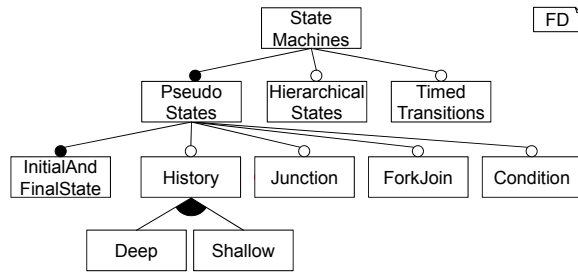 State
Machines
FD
Pseudo
States
Hierarchical
States
Timed
Transitions
InitialAnd
FinalState
History
Junction
ForkJoin
Condition
Deep
Shallow